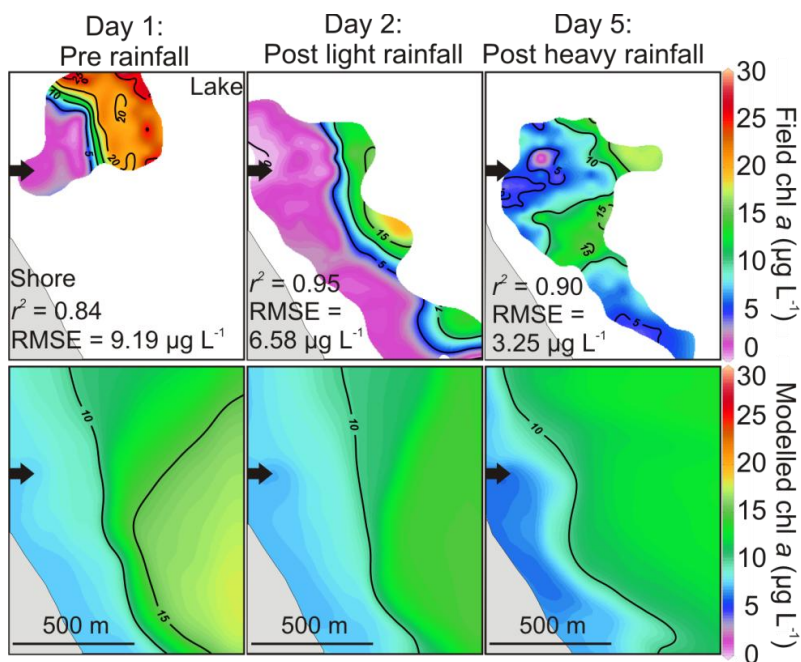 Day 1:
Pre rainfall
Day 2:
Post light rainfall
Day 5:
Post heavy rainfall
Lake
10
20
5
20
Shore
r² = 0.84
RMSE = 9.19 µg L⁻¹
15
5
r² = 0.95
RMSE =
6.58 µg L⁻¹
10
5
15
15
5
r² = 0.90
RMSE =
3.25 µg L⁻¹
30
25
20
15
10
5
0
Field chl a (µg L⁻¹)
10
15
500 m
10
500 m
10
500 m
30
25
20
15
10
5
0
Modelled chl a (µg L⁻¹)